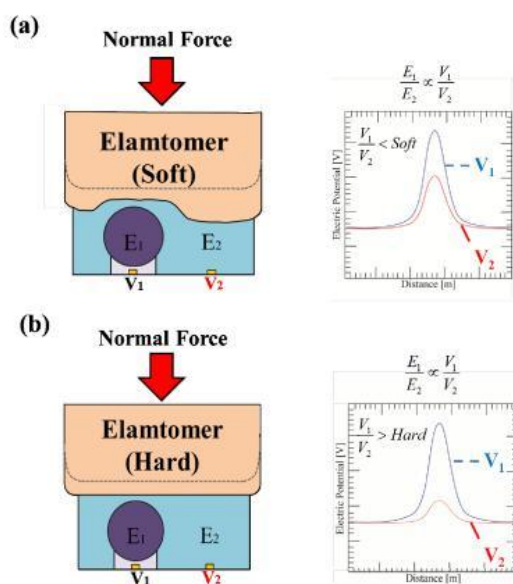 (a)
Normal Force
Elamtomer
(Soft)
E1
E2
V1
V2
E1/E2 ∝ V1/V2
V1/V2 < Soft
V1
V2
Electric Potential [V]
Distance [m]
(b)
Normal Force
Elamtomer
(Hard)
E1
E2
V1
V2
E1/E2 ∝ V1/V2
V1/V2 > Hard
V1
V2
Electric Potential [V]
Distance [m]